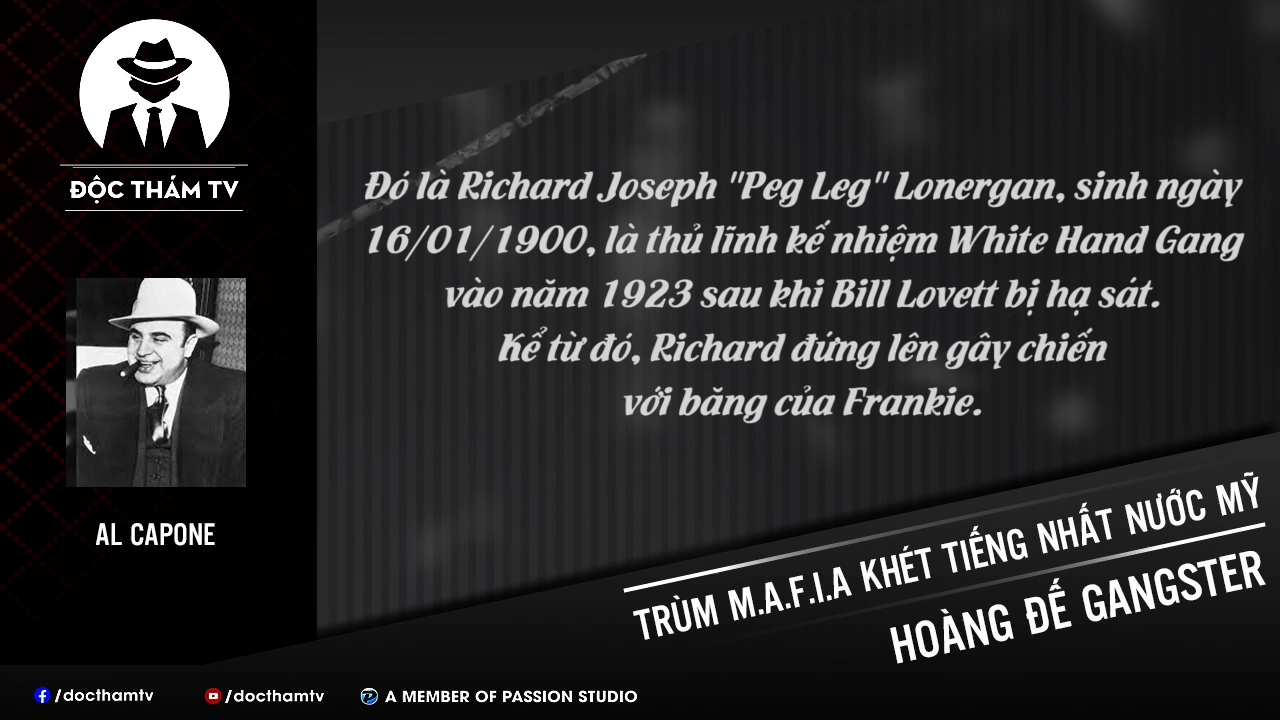 ĐỘC THÁM TV
AL CAPONE
Đó là Richard Joseph "Peg Leg" Lonergan, sinh ngày
16/01/1900, là thủ lĩnh kế nhiệm White Hand Gang
vào năm 1923 sau khi Bill Lovett bị hạ sát.
Kể từ đó, Richard đứng lên gây chiến
với băng của Frankie.
TRÙM M.A.F.I.A KHÉT TIẾNG NHẤT NƯỚC MỸ
HOÀNG ĐẾ GANGSTER
/docthamtv
/docthamtv
A MEMBER OF PASSION STUDIO